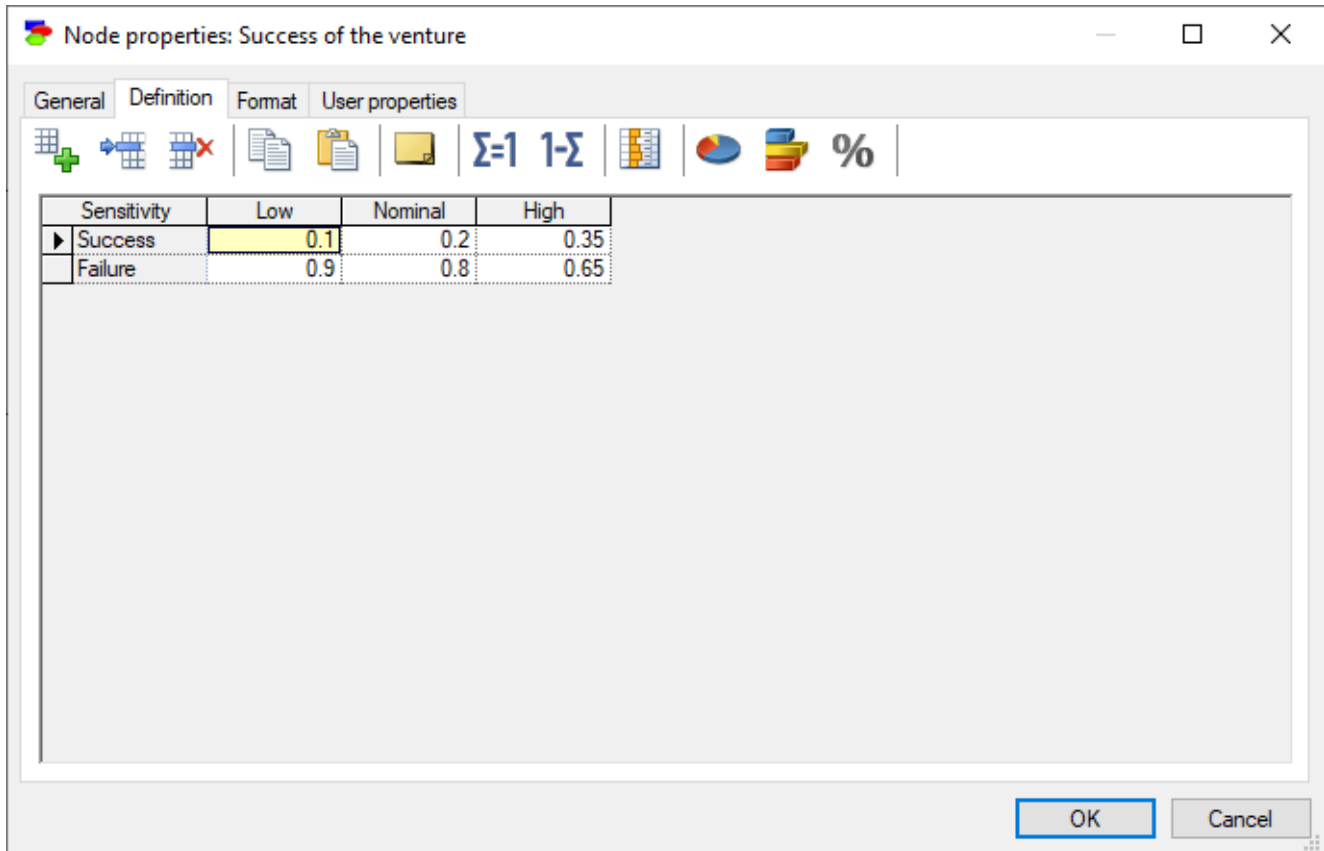 Node properties: Success of the venture
General Definition Format User properties
Σ=1 1-Σ %
Sensitivity Low Nominal High
Success 0.1 0.2 0.35
Failure 0.9 0.8 0.65
OK Cancel